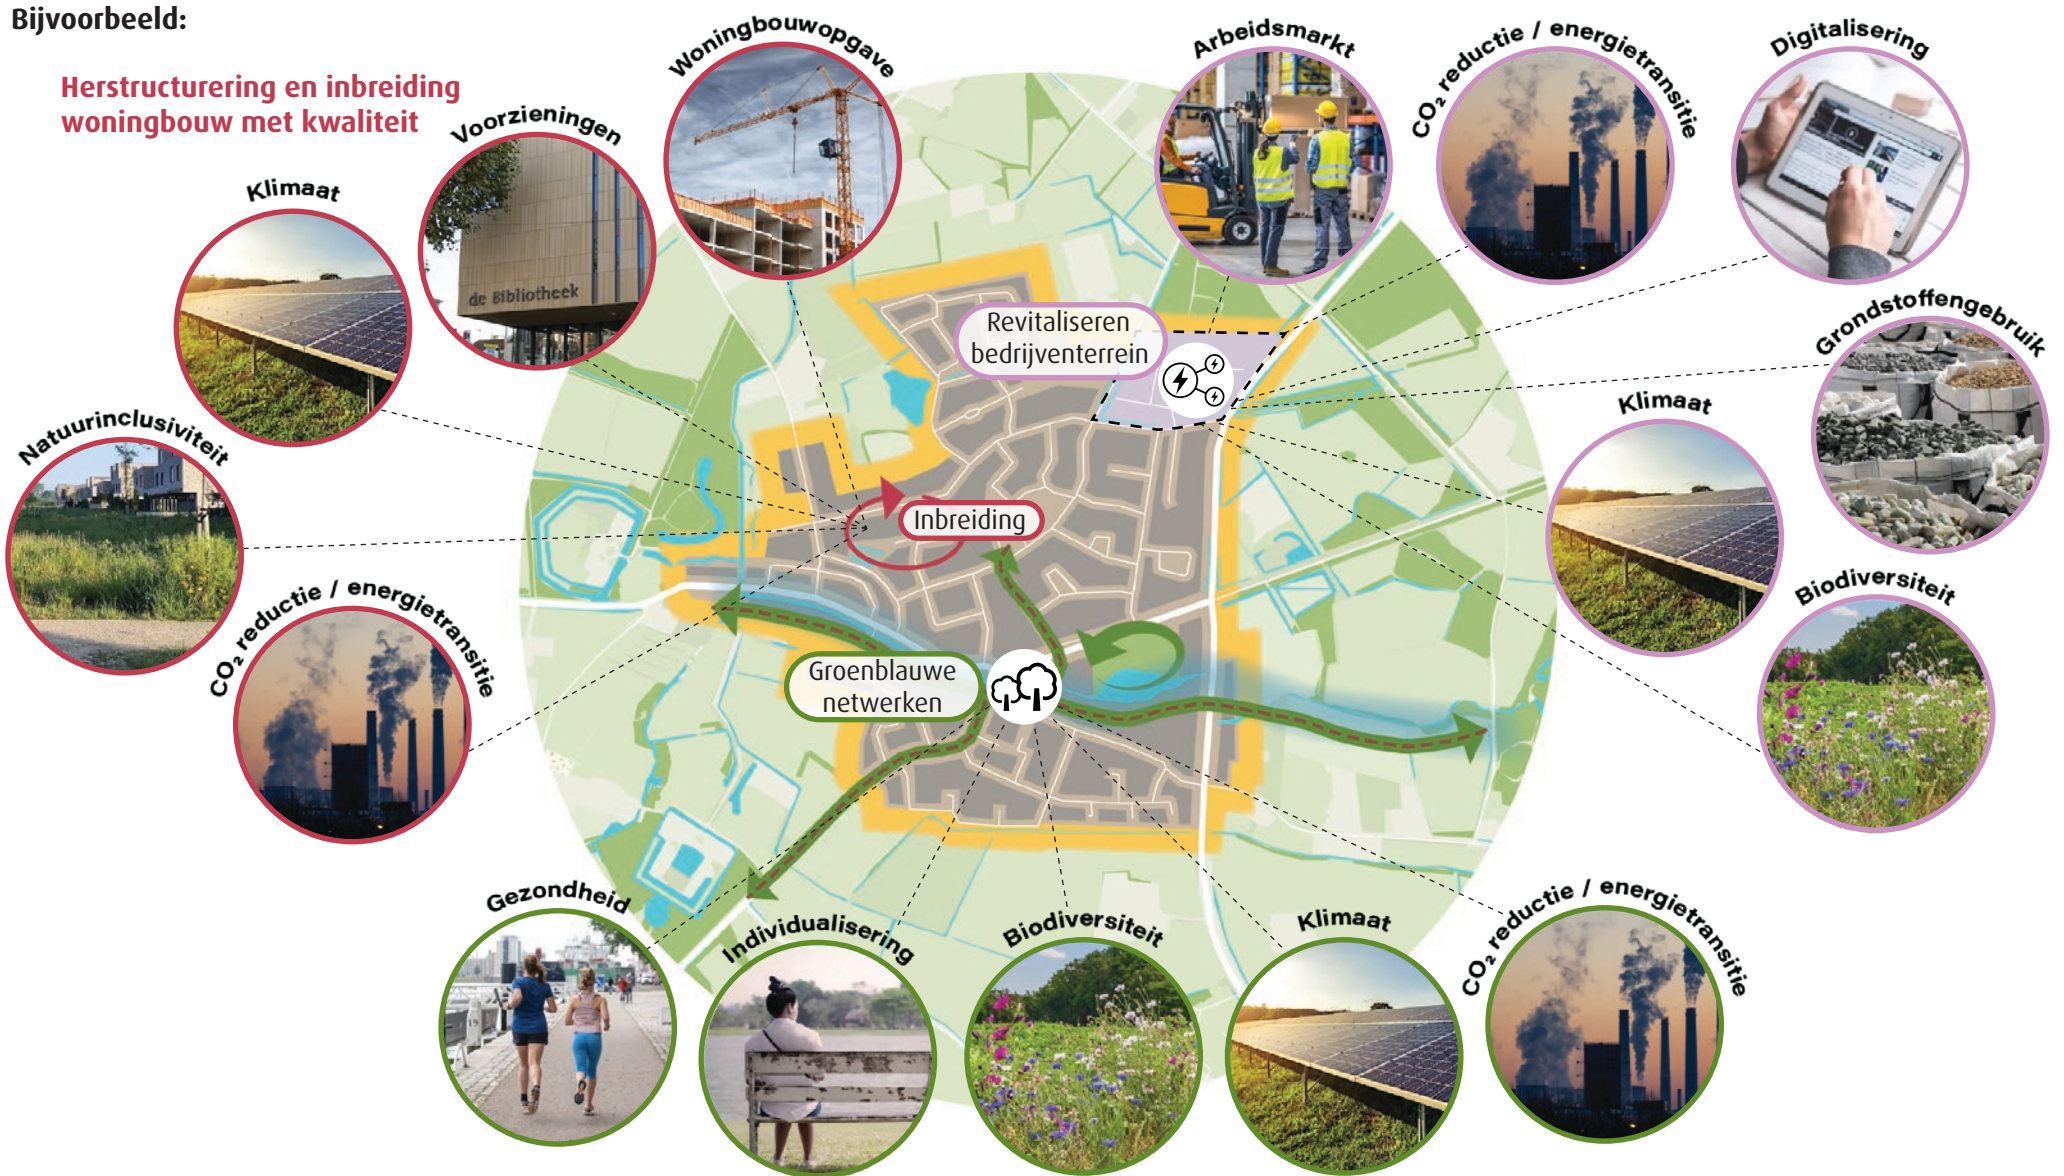 Bijvoorbeeld:
Herstructurering en inbreiding
woningbouw met kwaliteit
Woningbouwopgave
Voorzieningen
de Bibliotheek
Klimaat
Natuurinclusiviteit
CO₂ reductie / energietransitie
Arbeidsmarkt
CO₂ reductie / energietransitie
Digitalisering
Grondstoffengebruik
Klimaat
Biodiversiteit
Revitaliseren
bedrijventerrein
Inbreiding
Groenblauwe
netwerken
Gezondheid
Individualisering
Biodiversiteit
Klimaat
CO₂ reductie / energietransitie